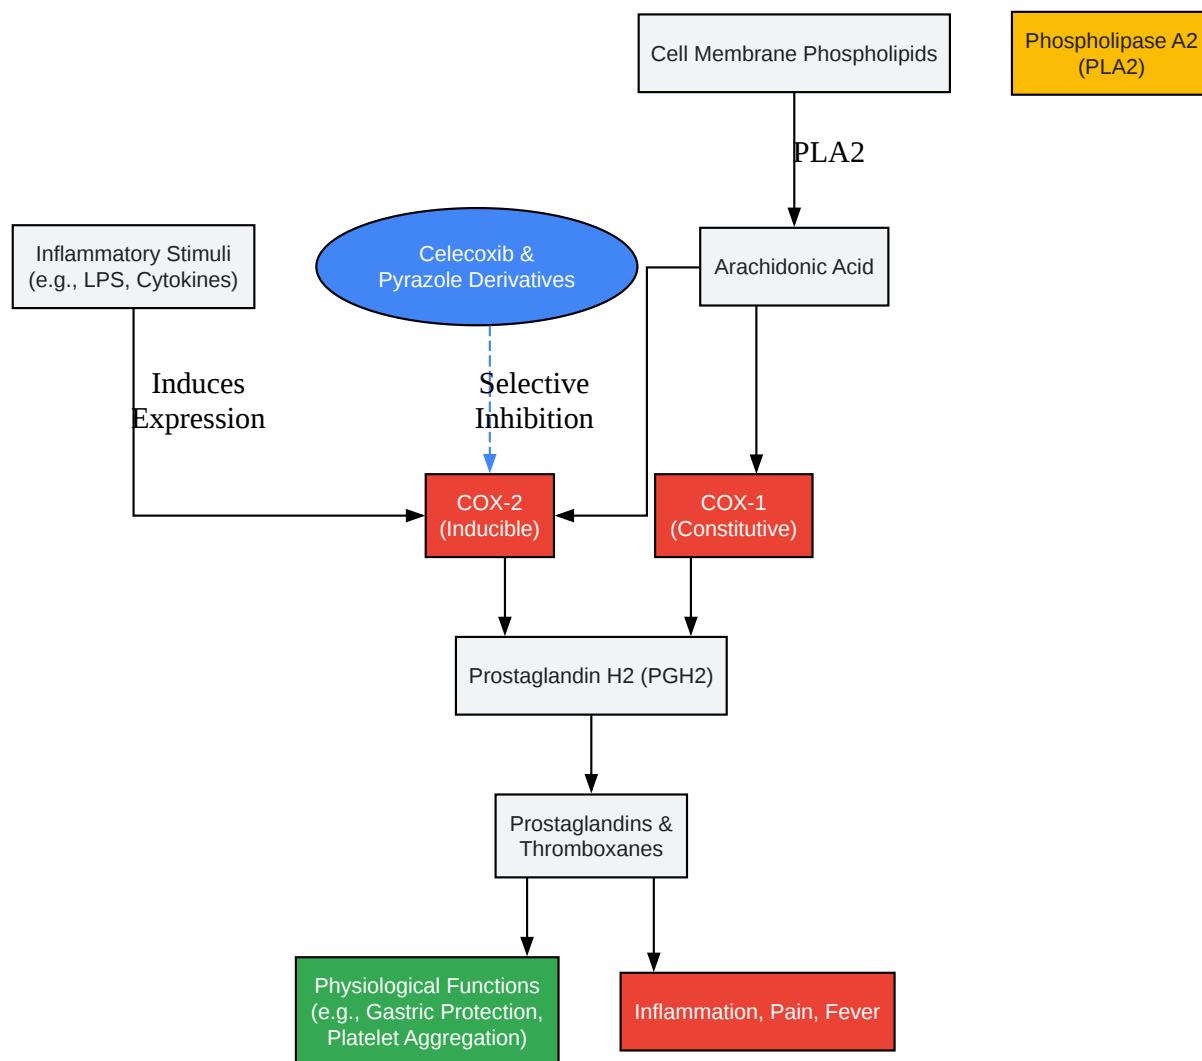 Cell Membrane Phospholipids
Phospholipase A2
(PLA2)
PLA2
Inflammatory Stimuli
(e.g., LPS, Cytokines)
Celecoxib &
Pyrazole Derivatives
Arachidonic Acid
Induces
Expression
Selective
Inhibition
COX-2
(Inducible)
COX-1
(Constitutive)
Prostaglandin H2 (PGH2)
Prostaglandins &
Thromboxanes
Physiological Functions
(e.g., Gastric Protection,
Platelet Aggregation)
Inflammation, Pain, Fever